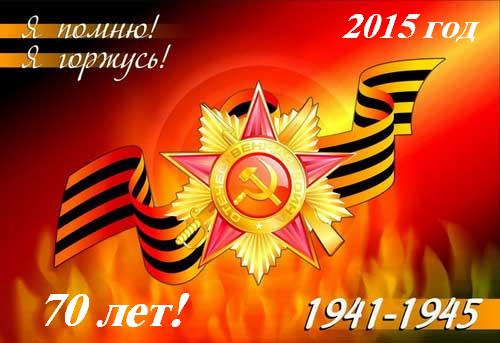 Я помню!
2015 год
Я горжусь!
70 лет!
1941-1945